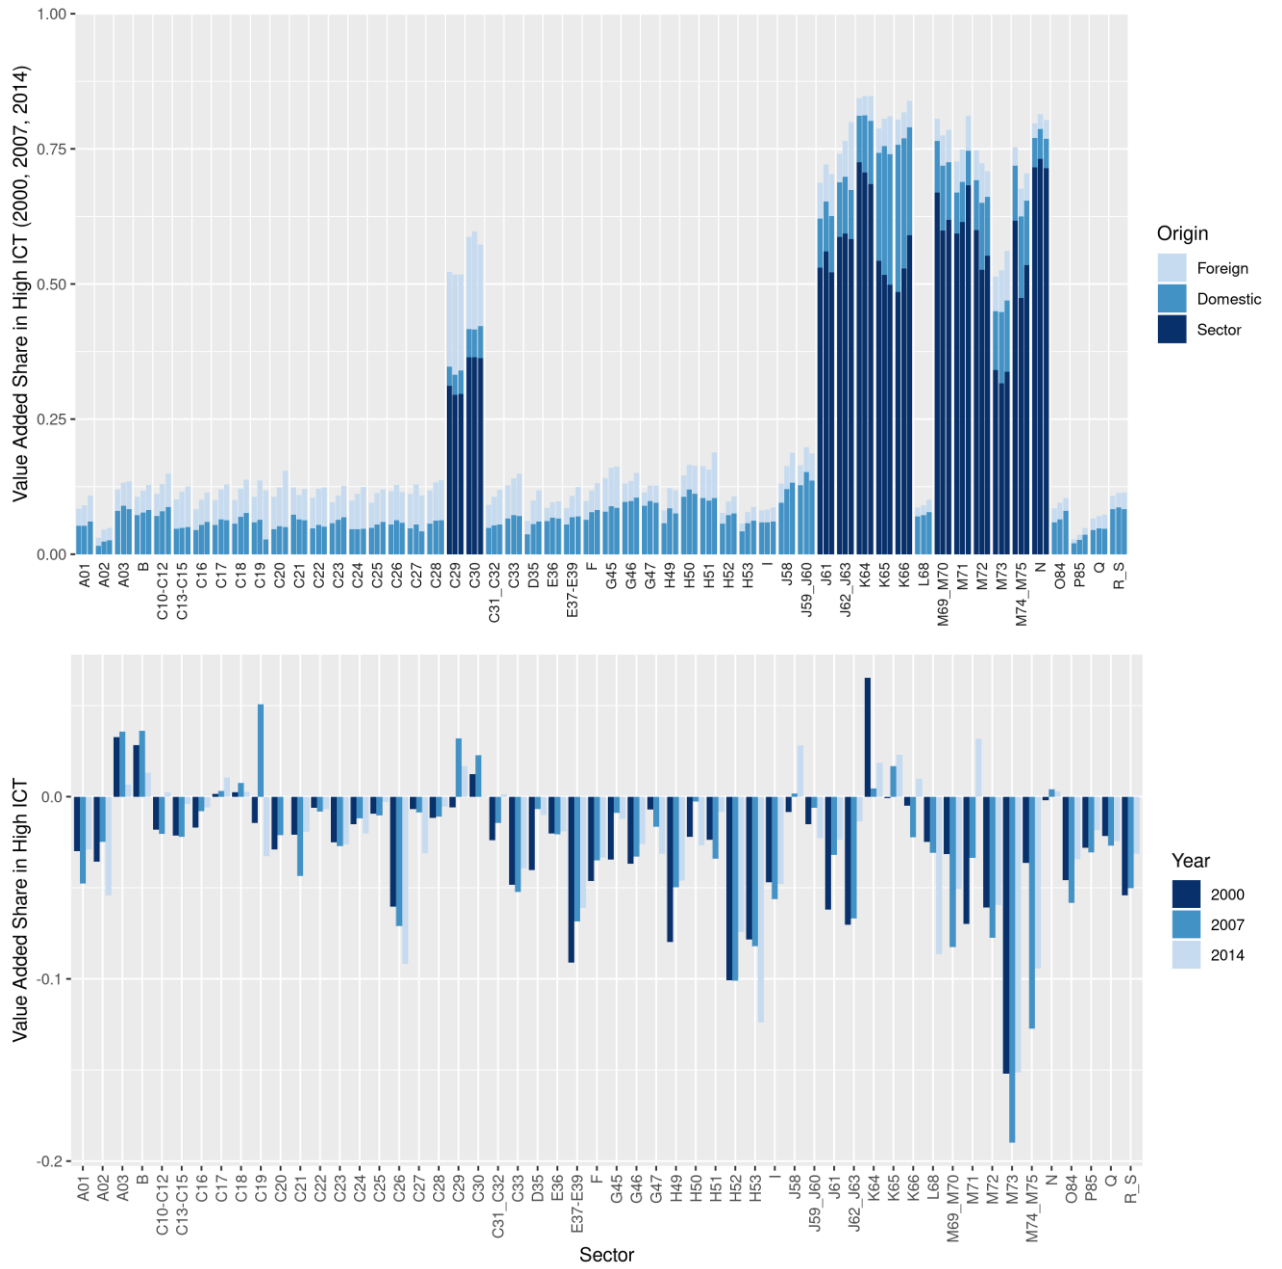 Value Added Share in High ICT (2000, 2007, 2014)
1.00
0.75
0.50
0.25
0.00
A01
A02
A03
B
C10-C12
C13-C15
C16
C17
C18
C19
C20
C21
C22
C23
C24
C25
C26
C27
C28
C29
C30
C31_C32
C33
D35
E36
E37-E39
F
G45
G46
G47
H49
H50
H51
H52
H53
I
J58
J59_J60
J61
J62_J63
K64
K65
K66
L68
M69_M70
M71
M72
M73
M74_M75
N
O84
P85
Q
R_S
Origin
Foreign
Domestic
Sector
Value Added Share in High ICT
0.0
-0.1
-0.2
A01
A02
A03
B
C10-C12
C13-C15
C16
C17
C18
C19
C20
C21
C22
C23
C24
C25
C26
C27
C28
C29
C30
C31_C32
C33
D35
E36
E37-E39
F
G45
G46
G47
H49
H50
H51
H52
H53
I
J58
J59_J60
J61
J62_J63
K64
K65
K66
L68
M69_M70
M71
M72
M73
M74_M75
N
O84
P85
Q
R_S
Sector
Year
2000
2007
2014